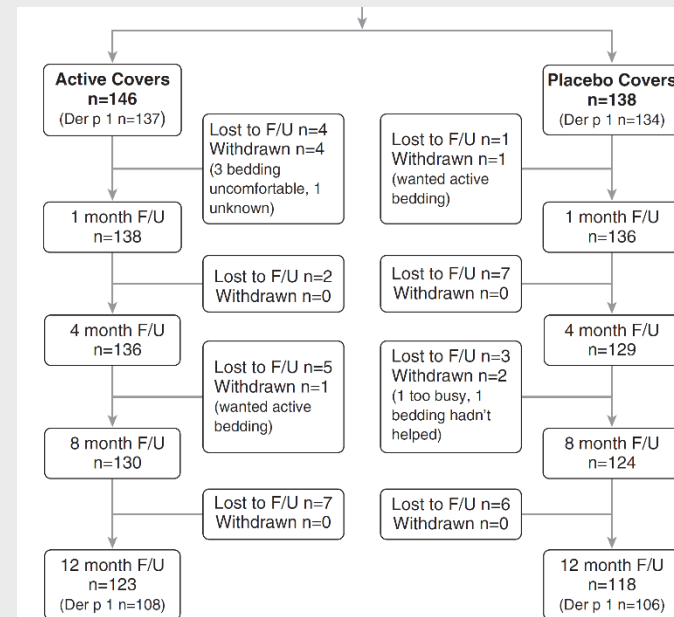 Active Covers
n=146
(Der p 1 n=137)
Placebo Covers
n=138
(Der p 1 n=134)
Lost to F/U n=4
Withdrawn n=4
(3 bedding
uncomfortable, 1
unknown)
Lost to F/U n=1
Withdrawn n=1
(wanted active
bedding)
1 month F/U
n=138
1 month F/U
n=136
Lost to F/U n=2
Withdrawn n=0
Lost to F/U n=7
Withdrawn n=0
4 month F/U
n=136
4 month F/U
n=129
Lost to F/U n=5
Withdrawn n=1
(wanted active
bedding)
Lost to F/U n=3
Withdrawn n=2
(1 too busy, 1
bedding hadn't
helped)
8 month F/U
n=130
8 month F/U
n=124
Lost to F/U n=7
Withdrawn n=0
Lost to F/U n=6
Withdrawn n=0
12 month F/U
n=123
(Der p 1 n=108)
12 month F/U
n=118
(Der p 1 n=106)